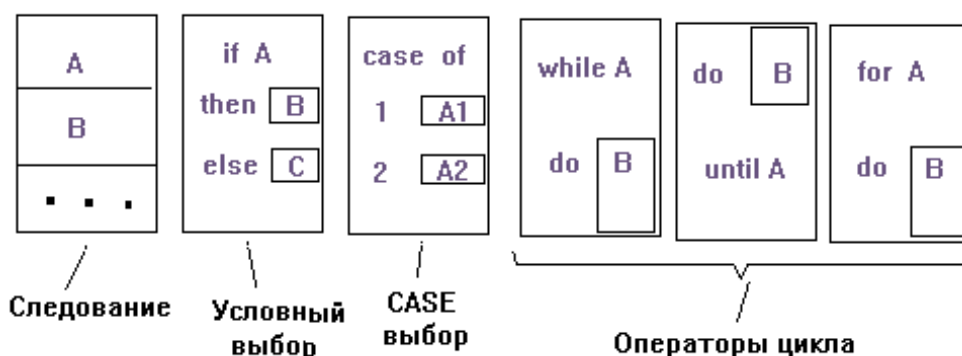 A
B
. . .
Следование
if A
then B
else C
Условный
выбор
case of
1 A1
2 A2
CASE
выбор
while A
do B
do B
until A
for A
do B
Операторы цикла